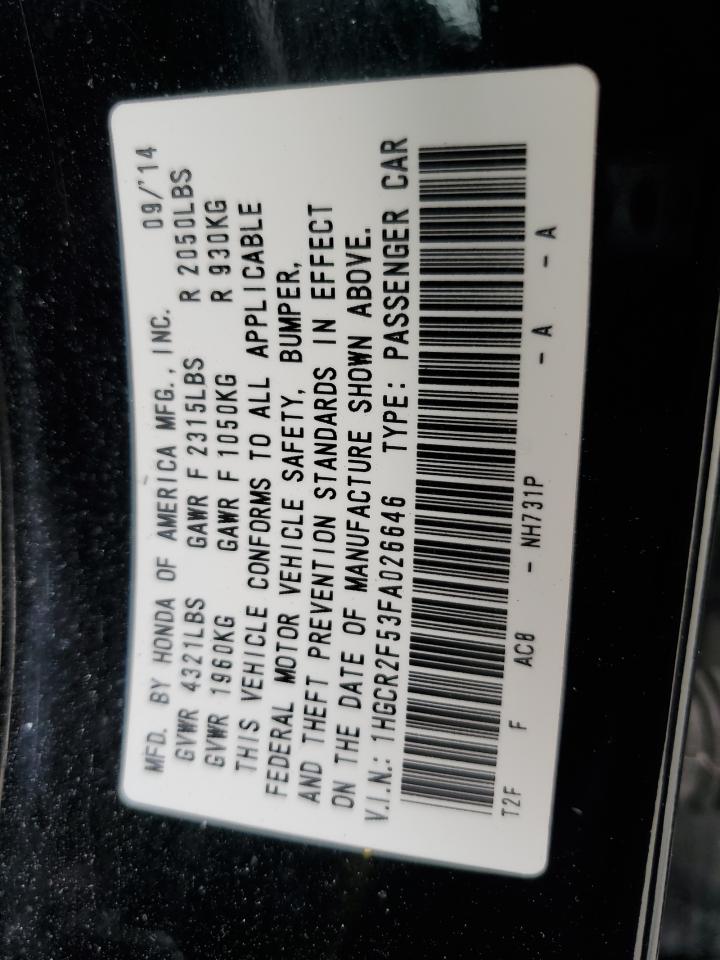 MFD. BY HONDA OF AMERICA MFG., INC. 09/'14
GVWR 4321LBS GAWR F 2315LBS R 2050LBS
GVWR 1960KG GAWR F 1050KG R 930KG
THIS VEHICLE CONFORMS TO ALL APPLICABLE
FEDERAL MOTOR VEHICLE SAFETY, BUMPER,
AND THEFT PREVENTION STANDARDS IN EFFECT
ON THE DATE OF MANUFACTURE SHOWN ABOVE.
V.I.N.: 1HGCR2F53FA026646 TYPE: PASSENGER CAR
T2F F AC8 - NH731P - A - A